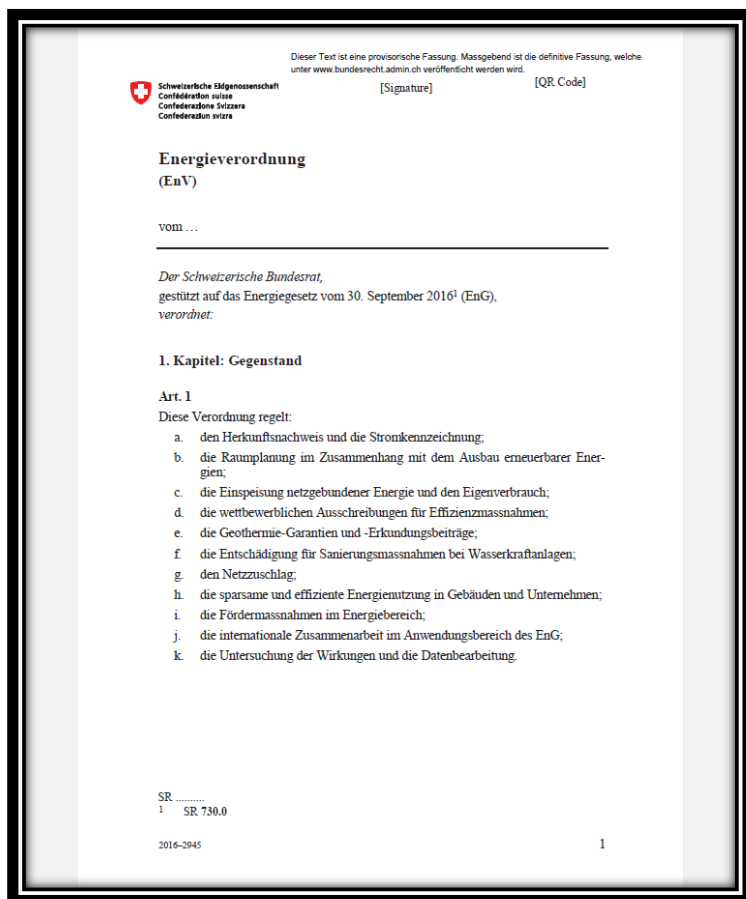 Dieser Text ist eine provisorische Fassung. Massgebend ist die definitive Fassung, welche
unter www.bundesrecht.admin.ch veröffentlicht werden wird.
[Signature]
[QR Code]
Schweizerische Eidgenossenschaft
Confédération suisse
Confederazione Svizzera
Confederaziun svizra
Energieverordnung
(EnV)
vom …
Der Schweizerische Bundesrat,
gestützt auf das Energiegesetz vom 30. September 2016¹ (EnG),
verordnet:
1. Kapitel: Gegenstand
Art. 1
Diese Verordnung regelt:
a. den Herkunftsnachweis und die Stromkennzeichnung;
b. die Raumplanung im Zusammenhang mit dem Ausbau erneuerbarer Ener-
gien;
c. die Einspeisung netzgebundener Energie und den Eigenverbrauch;
d. die wettbewerblichen Ausschreibungen für Effizienzmassnahmen;
e. die Geothermie-Garantien und -Erkundungsbeiträge;
f. die Entschädigung für Sanierungsmassnahmen bei Wasserkraftanlagen;
g. den Netzzuschlag;
h. die sparsame und effiziente Energienutzung in Gebäuden und Unternehmen;
i. die Fördermassnahmen im Energiebereich;
j. die internationale Zusammenarbeit im Anwendungsbereich des EnG;
k. die Untersuchung der Wirkungen und die Datenbearbeitung.
SR ..........
1 SR 730.0
2016–2945 1